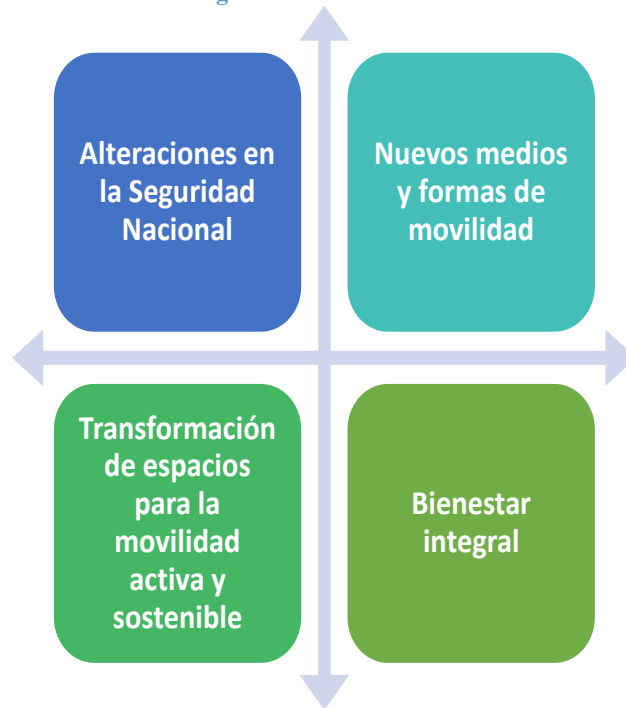 Alteraciones en
la Seguridad
Nacional
Nuevos medios
y formas de
movilidad
Transformación
de espacios
para la
movilidad
activa y
sostenible
Bienestar
integral